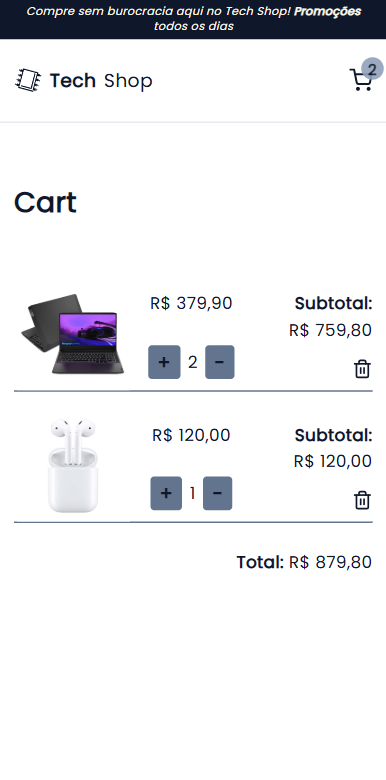 Compre sem burocracia aqui no Tech Shop! Promoções
todos os dias
Tech Shop
2
Cart
R$ 379,90
Subtotal:
R$ 759,80
+ 2 -
R$ 120,00
Subtotal:
R$ 120,00
+ 1 -
Total: R$ 879,80